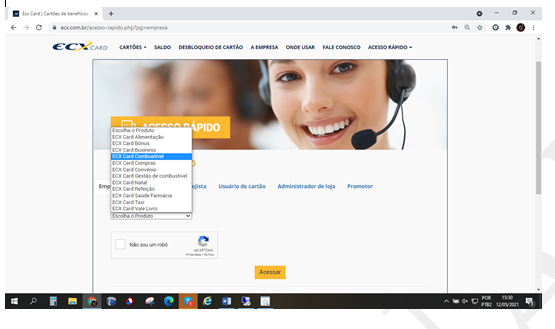 Ecx Card | Cartões de benefícios
ecx.com.br/acesso-rapido.php?pg=empresa
ECX CARD
CARTÕES
SALDO
DESBLOQUEIO DE CARTÃO
A EMPRESA
ONDE USAR
FALE CONOSCO
ACESSO RÁPIDO
ACESSO RÁPIDO
Escolha o Produto
ECX Card Alimentação
ECX Card Bônus
ECX Card Business
ECX Card Combustível
ECX Card Compras
ECX Card Convênio
ECX Card Gestão de combustível
ECX Card Natal
ECX Card Refeição
ECX Card Saúde Farmácia
ECX Card Taxi
ECX Card Vale Livro
Emp
ojista
Usuário de cartão
Administrador de loja
Promotor
Escolha o Produto
Não sou um robô
reCAPTCHA
Privacidade - Termos
Acessar
POR
PTB2
15:30
12/05/2021